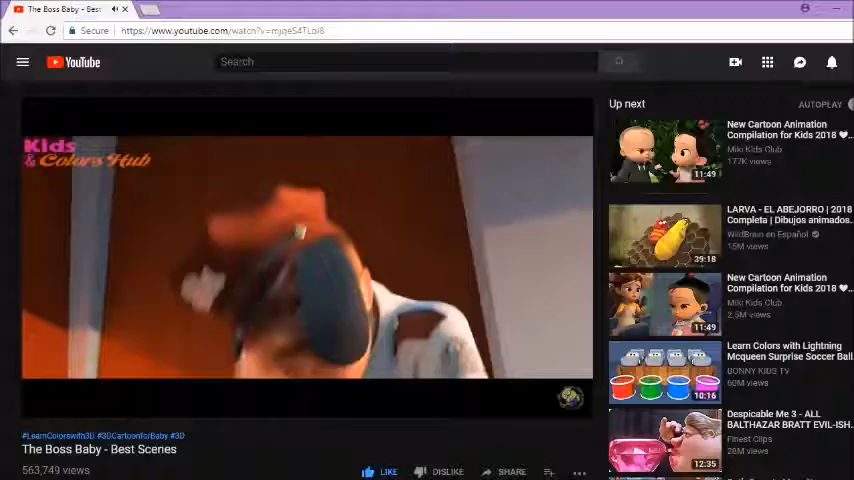 The Boss Baby - Best
Secure
https://www.youtube.com/watch?v=mjqeS4TLoi8
YouTube
Search
Kids
& Colors Hub
#LearnColorswith3D #3DCartoonforBaby #3D
The Boss Baby - Best Scenes
563,749 views
LIKE
DISLIKE
SHARE
Up next
AUTOPLAY
New Cartoon Animation
Compilation for Kids 2018 ❤...
Miki Kids Club
177K views
11:49
LARVA - EL ABEJORRO | 2018
Completa | Dibujos animados...
WildBrain en Español
15M views
39:18
New Cartoon Animation
Compilation for Kids 2018 ❤...
Miki Kids Club
2.5M views
11:49
Learn Colors with Lightning
Mcqueen Surprise Soccer Ball
BONNY KIDS TV
60M views
10:16
Despicable Me 3 - ALL
BALTHAZAR BRATT EVIL-ISH...
Finest Clips
28M views
12:35